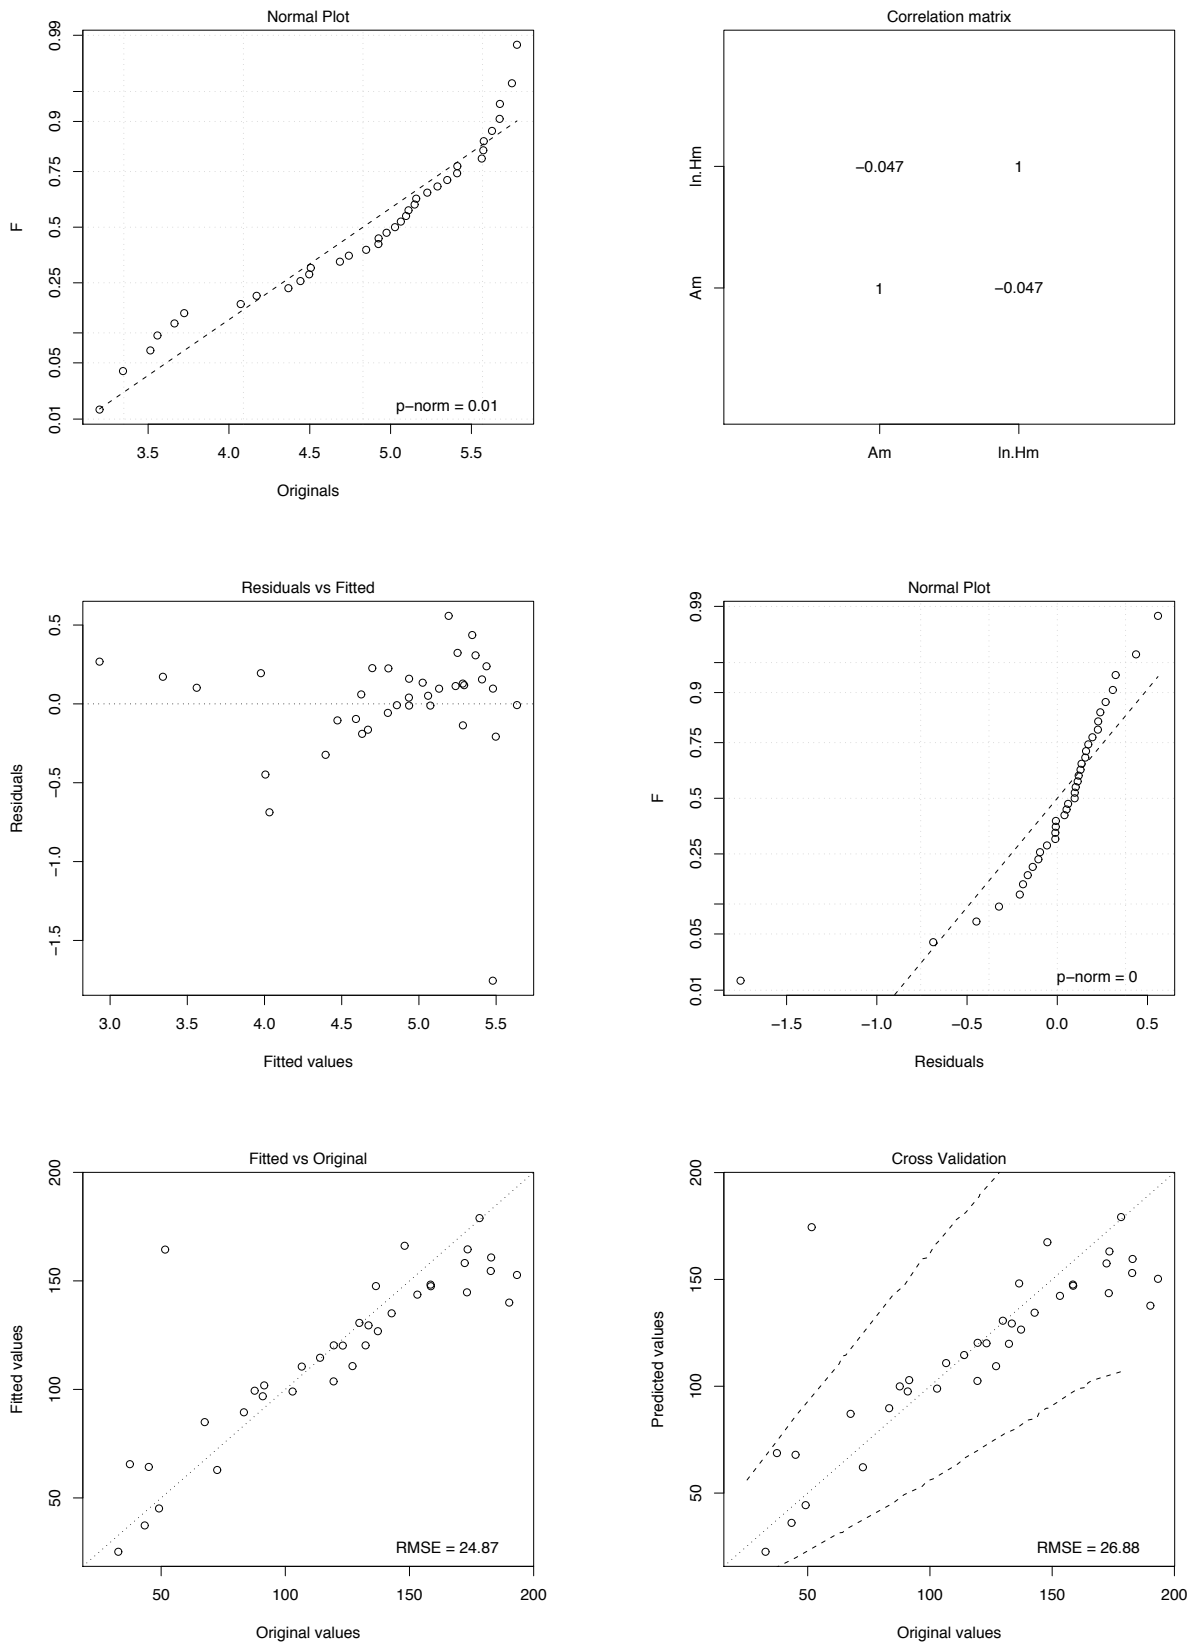 Normal Plot
0.99
0.9
0.75
0.5
0.25
0.05
0.01
F
p−norm = 0.01
3.5 4.0 4.5 5.0 5.5
Originals
Correlation matrix
ln.Hm
Am
−0.047 1
1 −0.047
Am ln.Hm
Residuals vs Fitted
0.5
0.0
−0.5
−1.0
−1.5
Residuals
3.0 3.5 4.0 4.5 5.0 5.5
Fitted values
Normal Plot
0.99
0.9
0.75
0.5
0.25
0.05
0.01
F
p−norm = 0
−1.5 −1.0 −0.5 0.0 0.5
Residuals
Fitted vs Original
200
150
100
50
Fitted values
RMSE = 24.87
50 100 150 200
Original values
Cross Validation
200
150
100
50
Predicted values
RMSE = 26.88
50 100 150 200
Original values